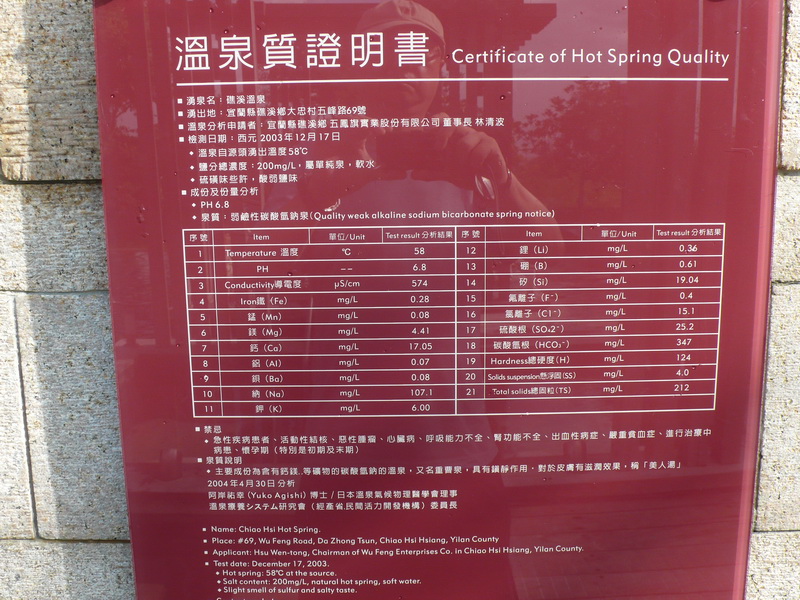 溫泉質證明書 Certificate of Hot Spring Quality
■ 湧泉名：礁溪溫泉
■ 湧出地：宜蘭縣礁溪鄉大忠村五峰路69號
■ 溫泉分析申請者：宜蘭縣礁溪鄉 五鳳旗實業股份有限公司 董事長 林清波
■ 檢測日期：西元 2003年12月17日
◆ 溫泉自源頭湧出溫度58℃
◆ 鹽分總濃度：200mg/L，屬單純泉，軟水
◆ 硫磺味些許，酸弱鹽味
■ 成份及份量分析
◆ PH 6.8
◆ 泉質：弱鹼性碳酸氫鈉泉(Quality weak alkaline sodium bicarbonate spring notice)
序號 Item 單位/Unit Test result 分析結果 序號 Item 單位/Unit Test result 分析結果
1 Temperature 溫度 ℃ 58 12 鋰（Li） mg/L 0.36
2 PH -- 6.8 13 硼（B） mg/L 0.61
3 Conductivity導電度 μS/cm 574 14 矽（Si） mg/L 19.04
4 Iron鐵（Fe） mg/L 0.28 15 氟離子（F⁻） mg/L 0.4
5 錳（Mn） mg/L 0.08 16 氯離子（C1⁻） mg/L 15.1
6 鎂（Mg） mg/L 4.41 17 硫酸根（SO₄2⁻） mg/L 25.2
7 鈣（Ca） mg/L 17.05 18 碳酸氫根（HCO₃⁻） mg/L 347
8 鋁（Al） mg/L 0.07 19 Hardness總硬度(H) mg/L 124
9 鋇（Ba） mg/L 0.08 20 Solids suspension懸浮固(SS) mg/L 4.0
10 鈉（Na） mg/L 107.1 21 Total solids總固粒(TS) mg/L 212
11 鉀（K） mg/L 6.00
■ 禁忌
◆ 急性疾病患者、活動性結核、惡性腫瘤、心臟病、呼吸能力不全、腎功能不全、出血性病症、嚴重貧血症、進行治療中
病患、懷孕期（特別是初期及末期）
■ 泉質說明
◆ 主要成份為含有鈣鎂..等礦物的碳酸氫鈉的溫泉，又名重曹泉，具有鎮靜作用．對於皮膚有滋潤效果，稱「美人湯」
2004年4月30日分析
阿岸祐幸（Yuko Agishi）博士／日本溫泉氣候物理醫學會理事
溫泉療養システム研究會（經產省,民間活力開發機構）委員長
■ Name: Chiao Hsi Hot Spring.
■ Place: #69, Wu Feng Road, Da Zhong Tsun, Chiao Hsi Hsiang, Yilan County
■ Applicant: Hsu Wen-tong, Chairman of Wu Feng Enterprises Co. in Chiao Hsi Hsiang, Yilan County.
■ Test date: December 17, 2003.
◆ Hot spring: 58℃ at the source.
◆ Salt content: 200mg/L, natural hot spring, soft water.
◆ Slight smell of sulfur and salty taste.